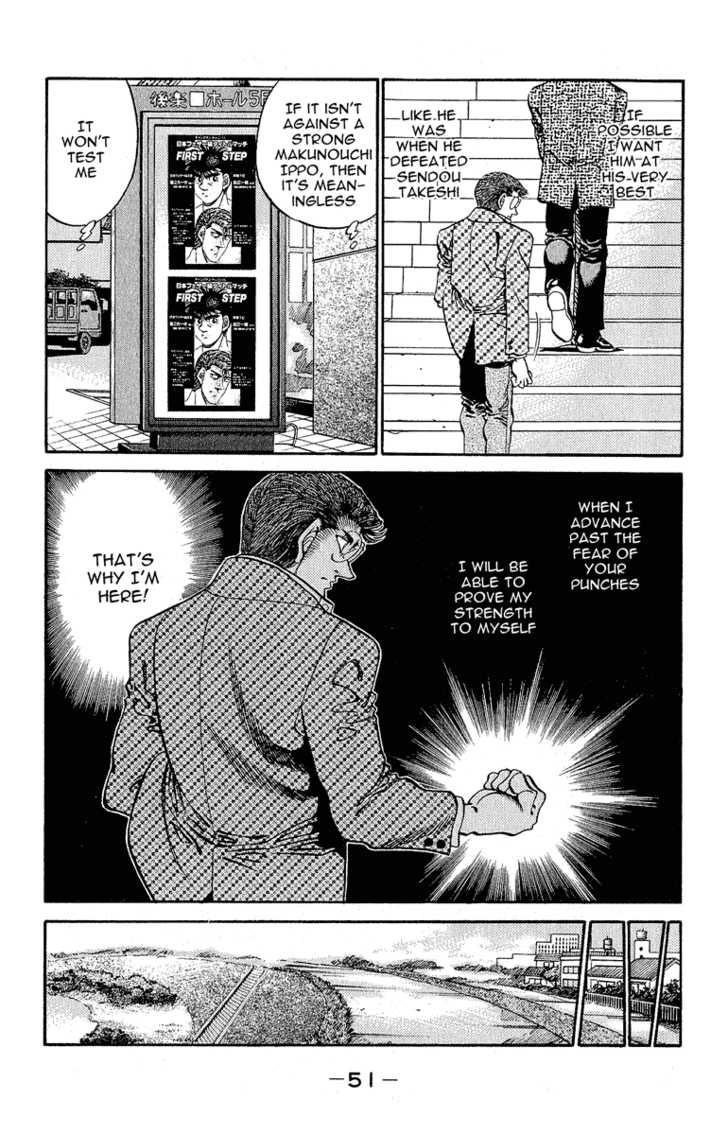 IF
POSSIBLE
I WANT
HIM AT
HIS VERY
BEST
LIKE HE
WAS
WHEN HE
DEFEATED
SENDOU
TAKESHI
IF IT ISN'T
AGAINST
A STRONG
MAKUNOUCHI
IPPO, THEN
IT'S MEAN-
INGLESS
IT
WON'T
TEST
ME
後楽ホール5F
FIRST STEP
FIRST STEP
WHEN I
ADVANCE
PAST THE
FEAR OF
YOUR
PUNCHES
I WILL BE
ABLE TO
PROVE MY
STRENGTH
TO MYSELF
THAT'S
WHY I'M
HERE!
-51-